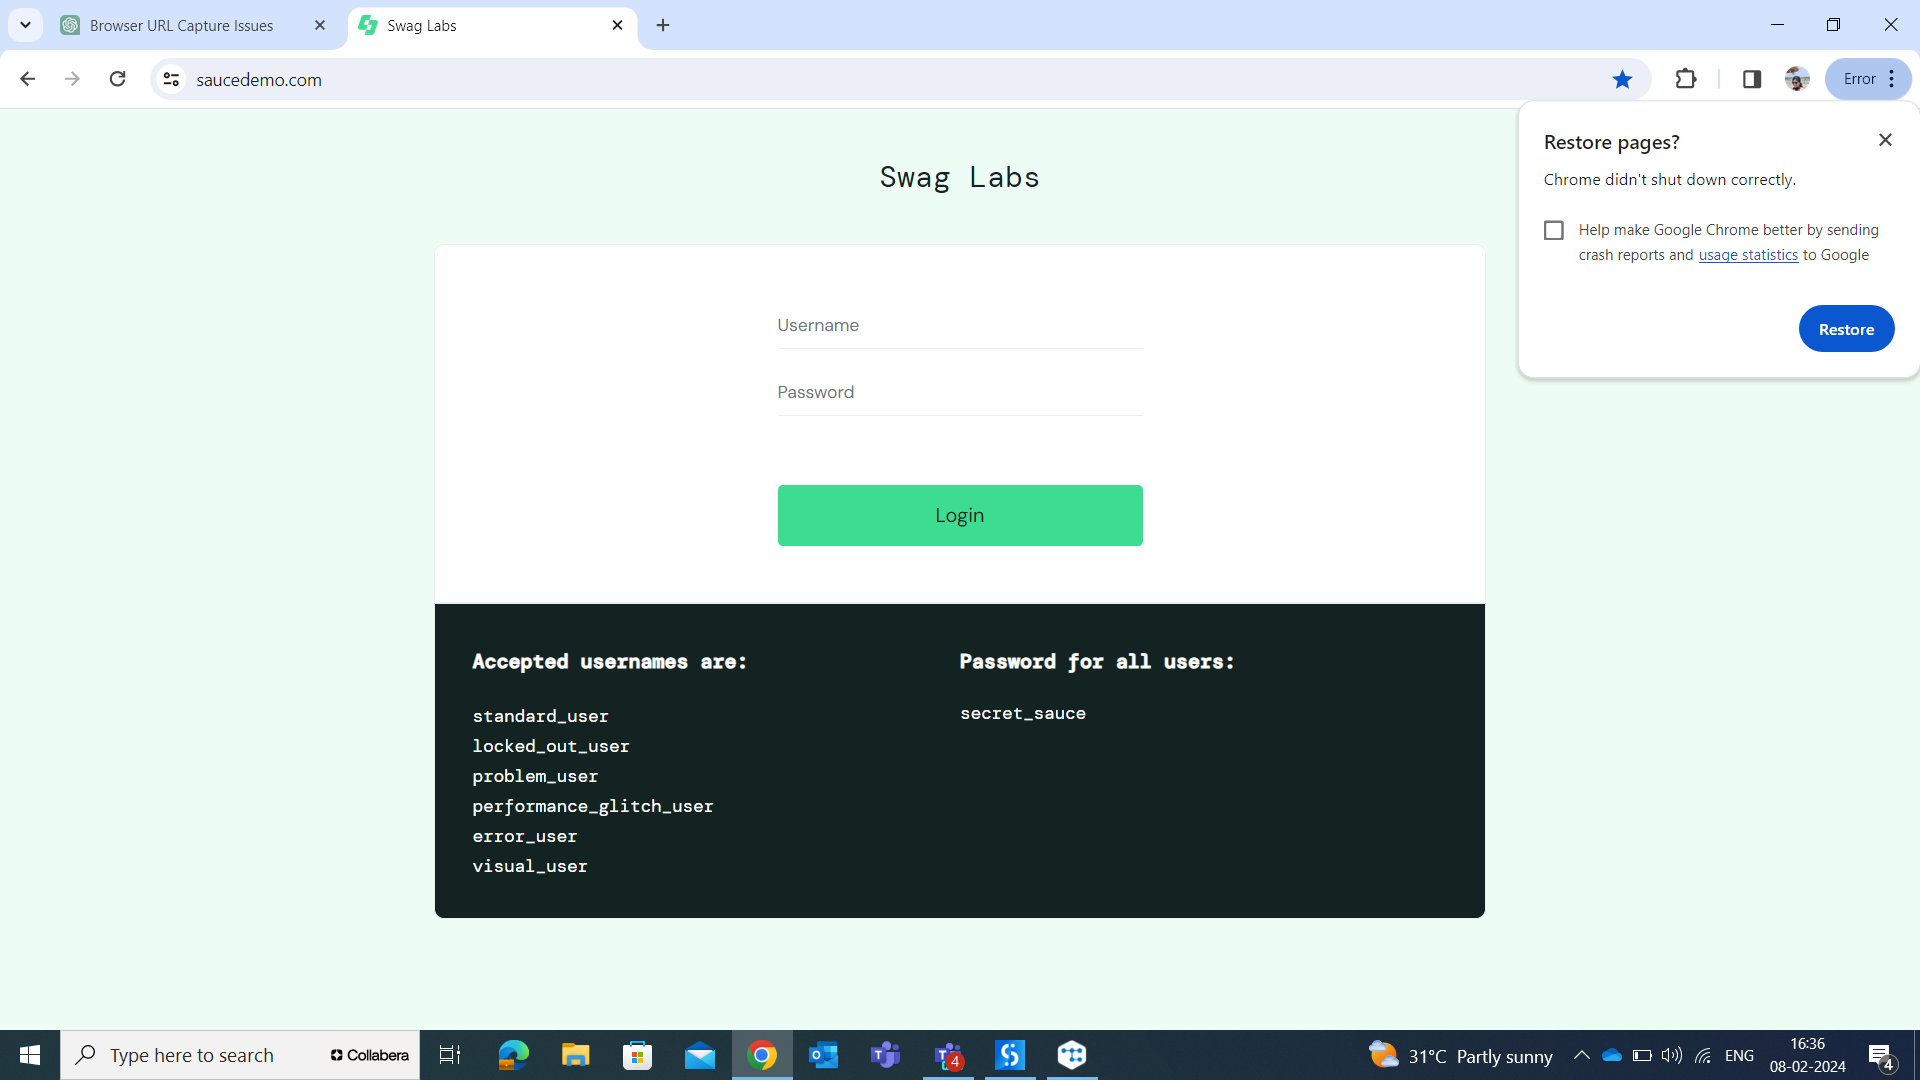 Browser URL Capture Issues
Swag Labs
saucedemo.com
Error
Restore pages?
Chrome didn't shut down correctly.
Help make Google Chrome better by sending
crash reports and usage statistics to Google
Restore
Swag Labs
Username
Password
Login
Accepted usernames are:
standard_user
locked_out_user
problem_user
performance_glitch_user
error_user
visual_user
Password for all users:
secret_sauce
Type here to search
Collabera
4
31°C Partly sunny
ENG
16:36
08-02-2024
4